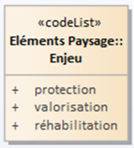 «codeList»
Eléments Paysage::
Enjeu
+ protection
+ valorisation
+ réhabilitation